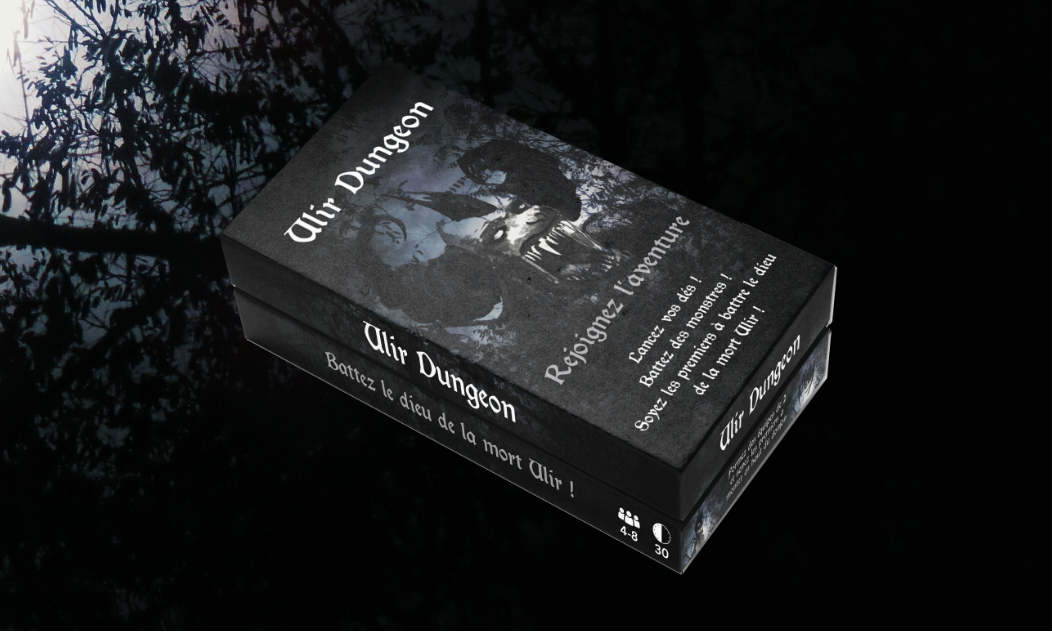 Ulir Dungeon
Rejoignez l'aventure
Lancez vos dés !
Battez des monstres !
Soyez les premiers à battre le dieu
de la mort Ulir !
Ulir Dungeon
Battez le dieu de la mort Ulir !
4-8
30
Ulir Dungeon